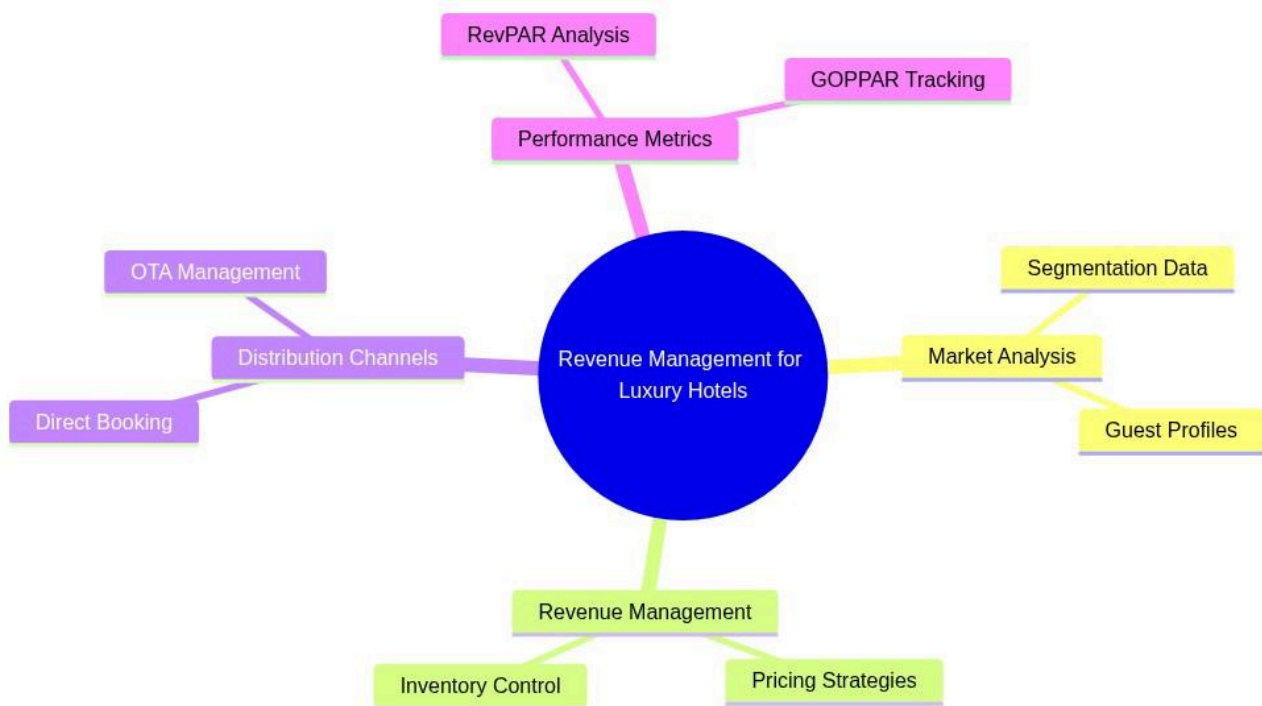 RevPAR Analysis
GOPPAR Tracking
Performance Metrics
OTA Management
Segmentation Data
Distribution Channels
Revenue Management for
Luxury Hotels
Market Analysis
Direct Booking
Guest Profiles
Revenue Management
Inventory Control
Pricing Strategies